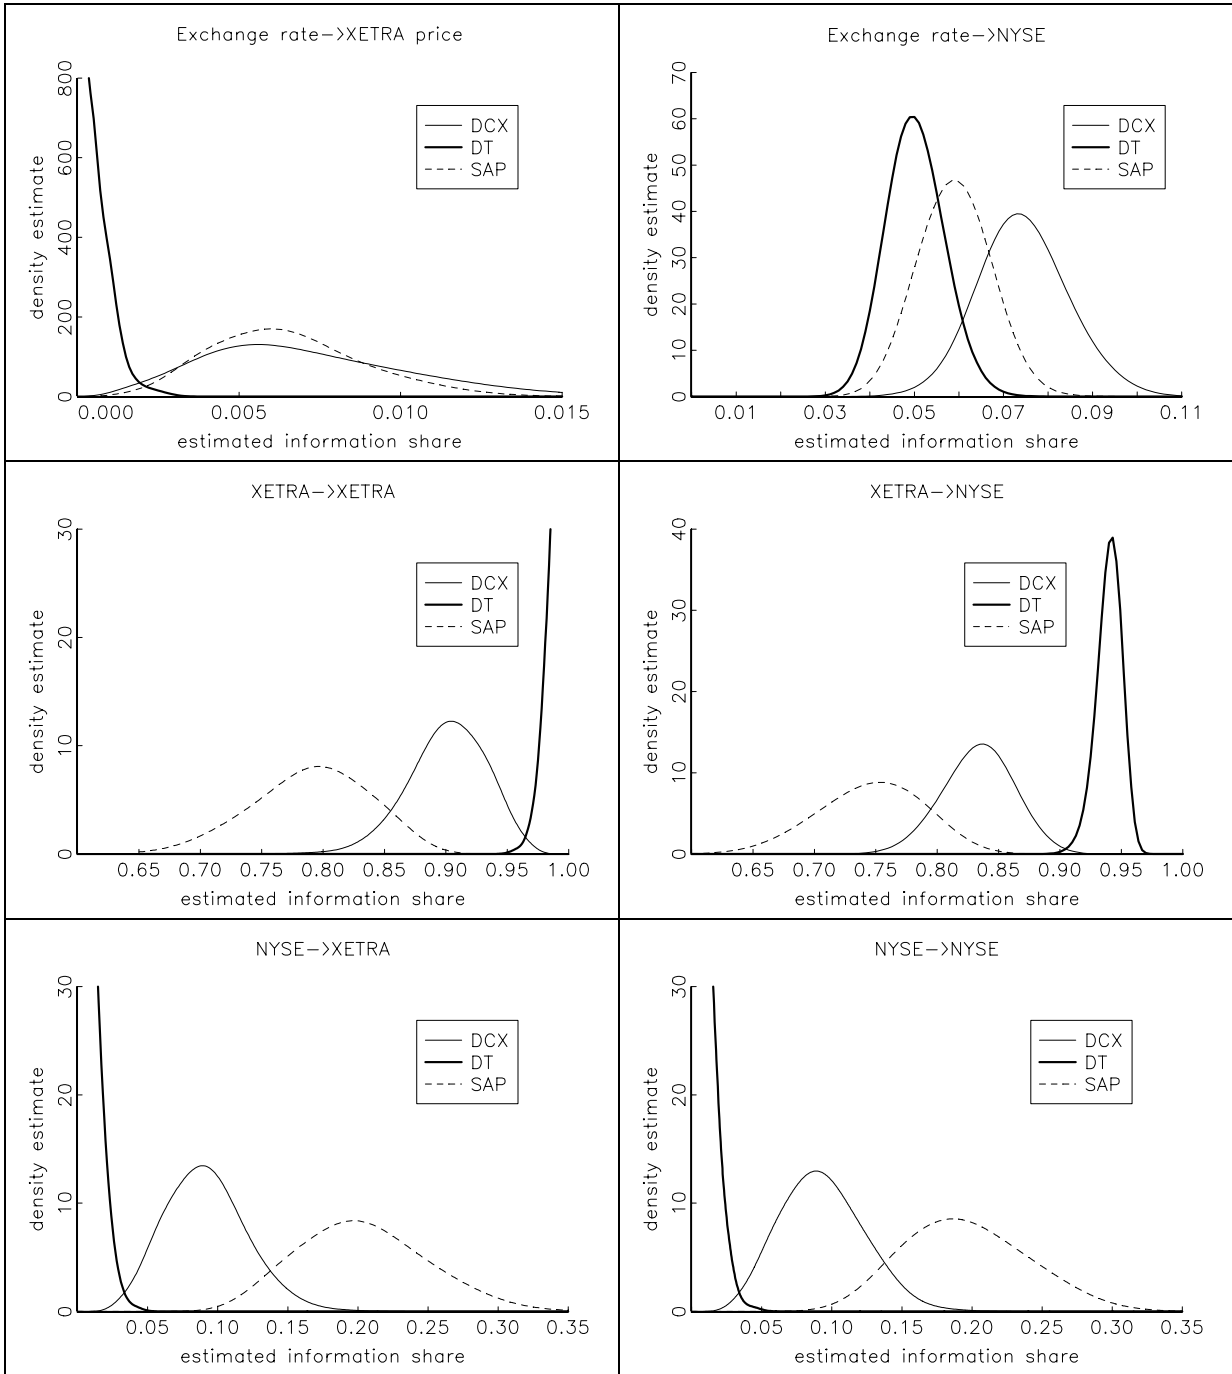 Exchange rate->XETRA price
density estimate
0 200 400 600 800
DCX
DT
SAP
0.000 0.005 0.010 0.015
estimated information share
Exchange rate->NYSE
density estimate
0 10 20 30 40 50 60 70
DCX
DT
SAP
0.01 0.03 0.05 0.07 0.09 0.11
estimated information share
XETRA->XETRA
density estimate
0 10 20 30
DCX
DT
SAP
0.65 0.70 0.75 0.80 0.85 0.90 0.95 1.00
estimated information share
XETRA->NYSE
density estimate
0 10 20 30 40
DCX
DT
SAP
0.65 0.70 0.75 0.80 0.85 0.90 0.95 1.00
estimated information share
NYSE->XETRA
density estimate
0 10 20 30
DCX
DT
SAP
0.05 0.10 0.15 0.20 0.25 0.30 0.35
estimated information share
NYSE->NYSE
density estimate
0 10 20 30
DCX
DT
SAP
0.05 0.10 0.15 0.20 0.25 0.30 0.35
estimated information share